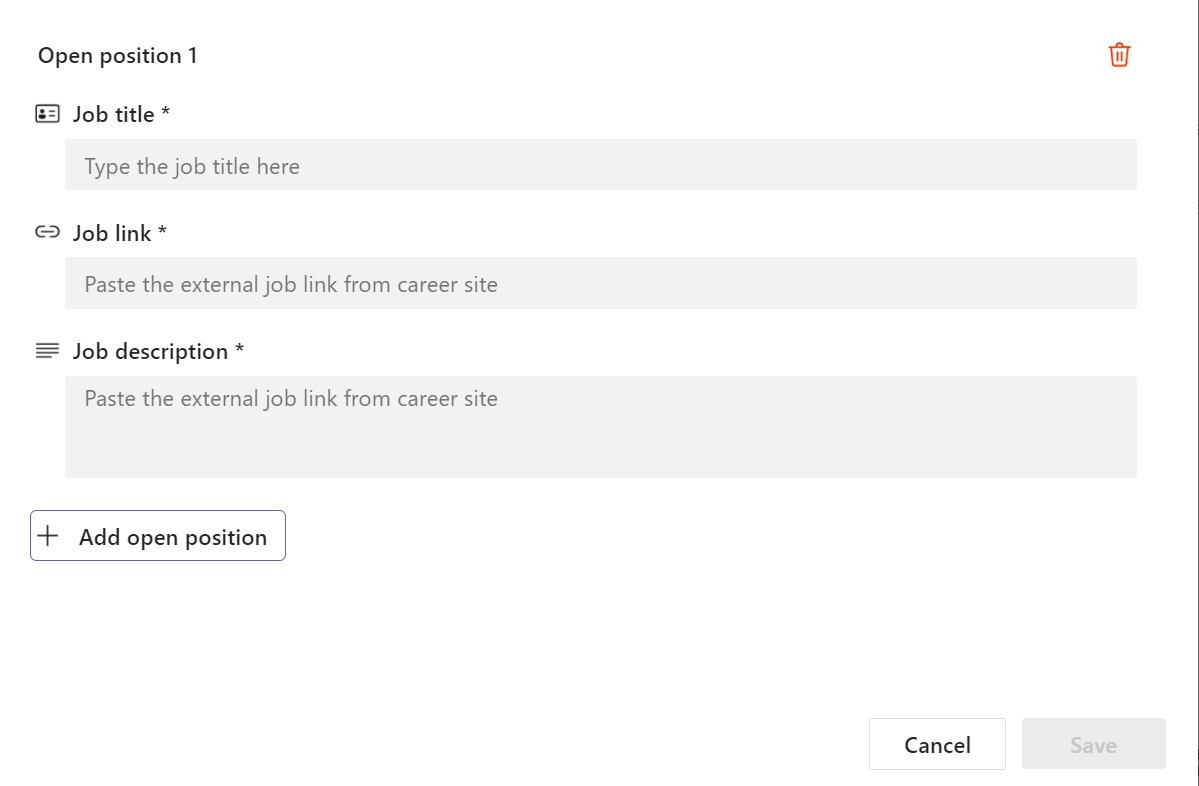 Open position 1
Job title *
Type the job title here
Job link *
Paste the external job link from career site
Job description *
Paste the external job link from career site
Add open position
Cancel
Save